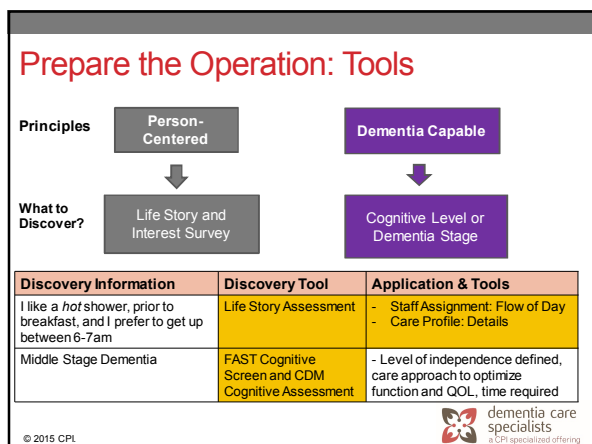 Prepare the Operation: Tools
Principles
Person-
Centered
Dementia Capable
What to
Discover?
Life Story and
Interest Survey
Cognitive Level or
Dementia Stage
Discovery Information
Discovery Tool
Application & Tools
I like a hot shower, prior to
breakfast, and I prefer to get up
between 6-7am
Life Story Assessment
- Staff Assignment: Flow of Day
- Care Profile: Details
Middle Stage Dementia
FAST Cognitive
Screen and CDM
Cognitive Assessment
- Level of independence defined,
care approach to optimize
function and QOL, time required
© 2015 CPI.
dementia care
specialists
a CPI specialized offering